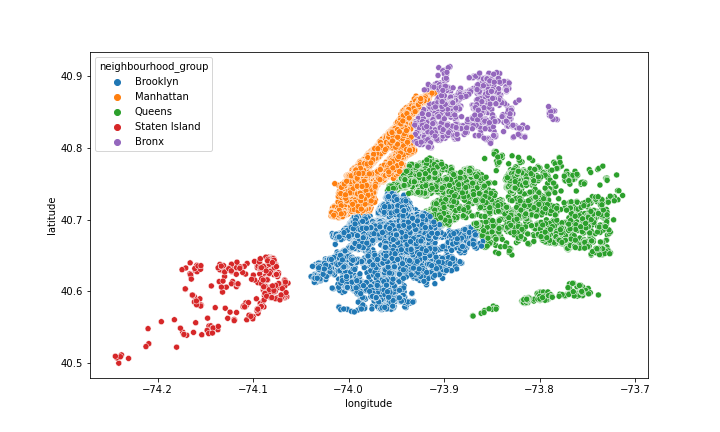 neighbourhood_group
Brooklyn
Manhattan
Queens
Staten Island
Bronx
latitude
40.9
40.8
40.7
40.6
40.5
−74.2 −74.1 −74.0 −73.9 −73.8 −73.7
longitude